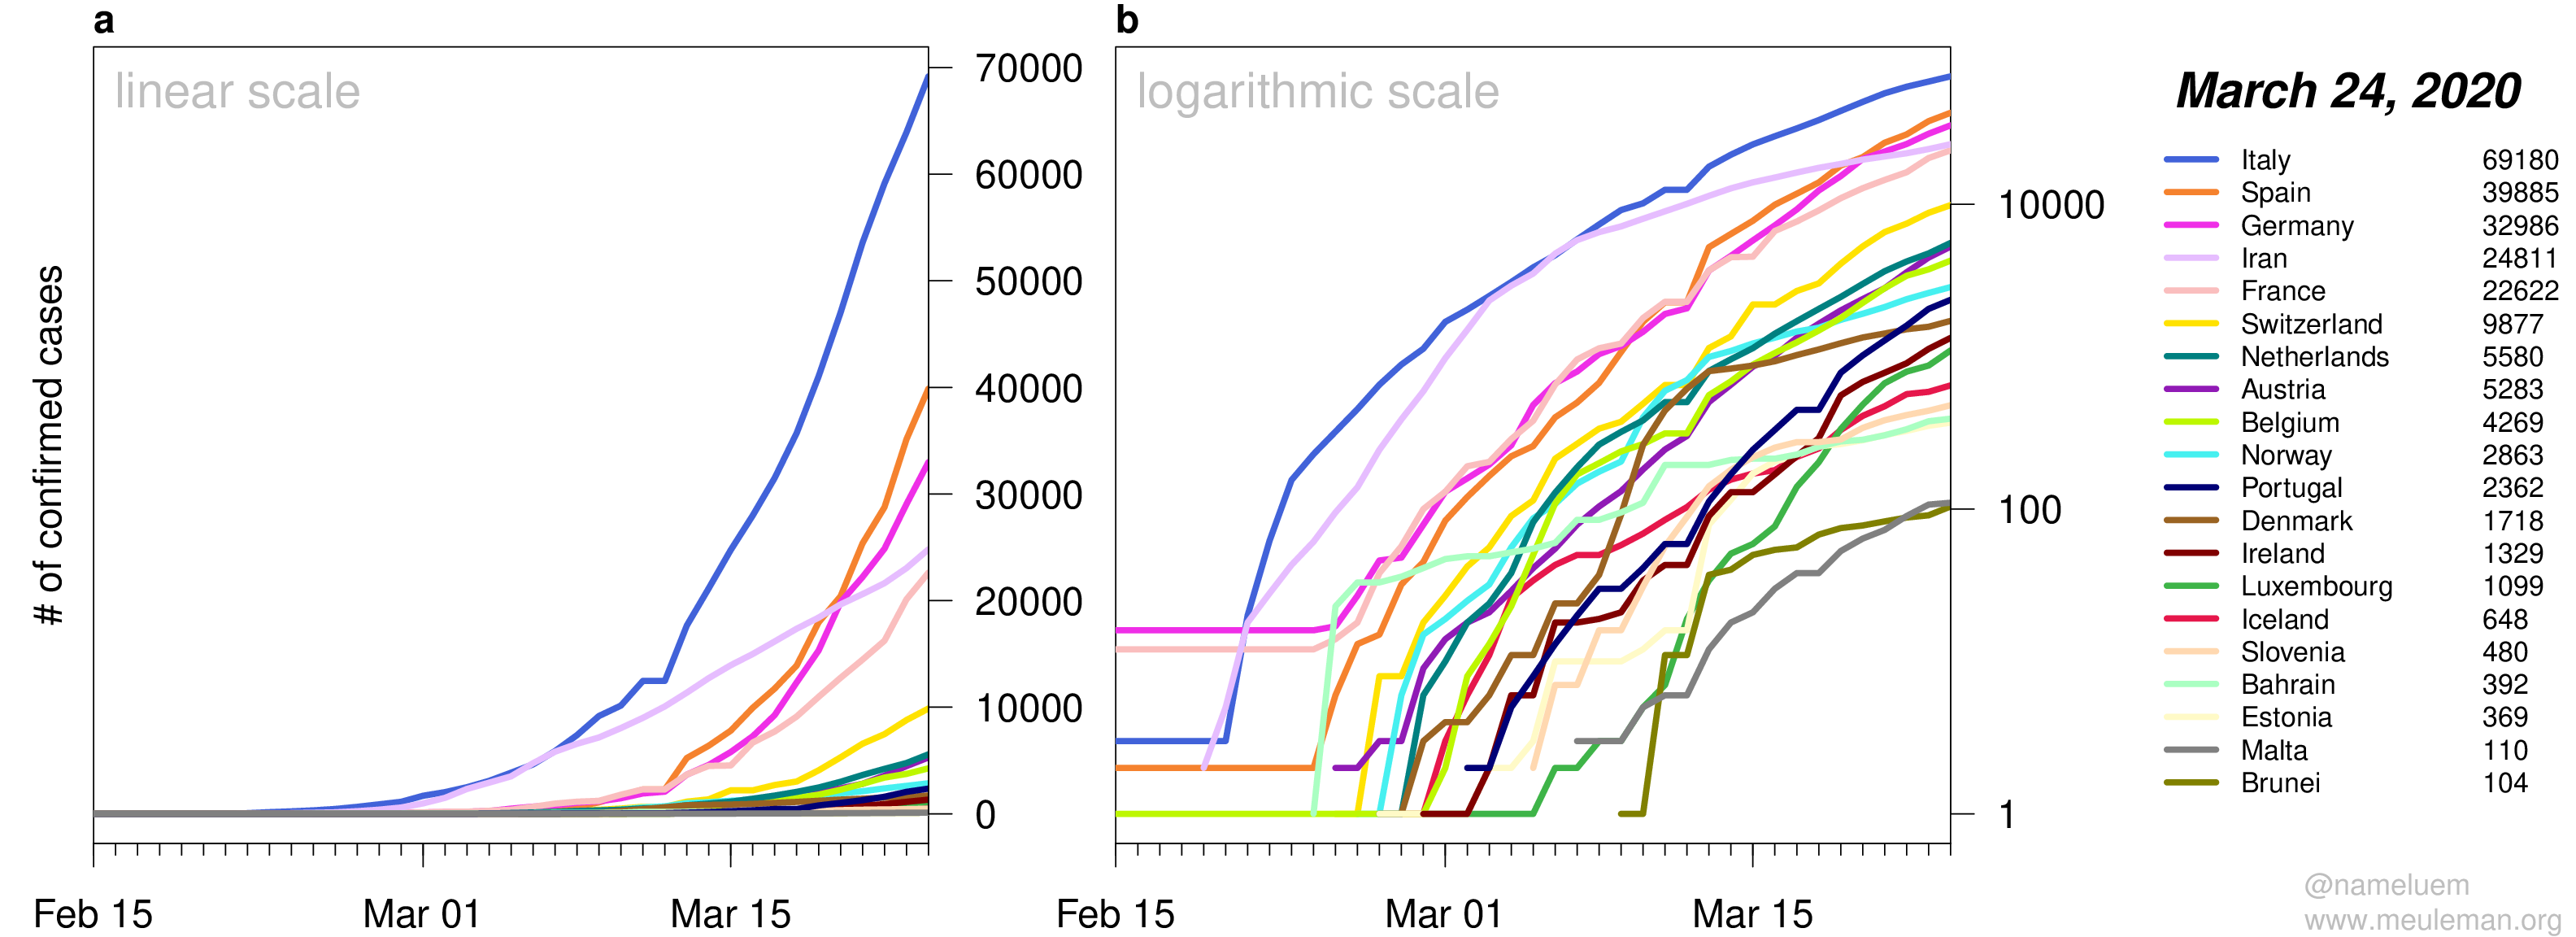 a
linear scale
# of confirmed cases
70000
60000
50000
40000
30000
20000
10000
0
Feb 15
Mar 01
Mar 15
b
logarithmic scale
10000
100
1
Feb 15
Mar 01
Mar 15
March 24, 2020
Italy 69180
Spain 39885
Germany 32986
Iran 24811
France 22622
Switzerland 9877
Netherlands 5580
Austria 5283
Belgium 4269
Norway 2863
Portugal 2362
Denmark 1718
Ireland 1329
Luxembourg 1099
Iceland 648
Slovenia 480
Bahrain 392
Estonia 369
Malta 110
Brunei 104
@nameluem
www.meuleman.org